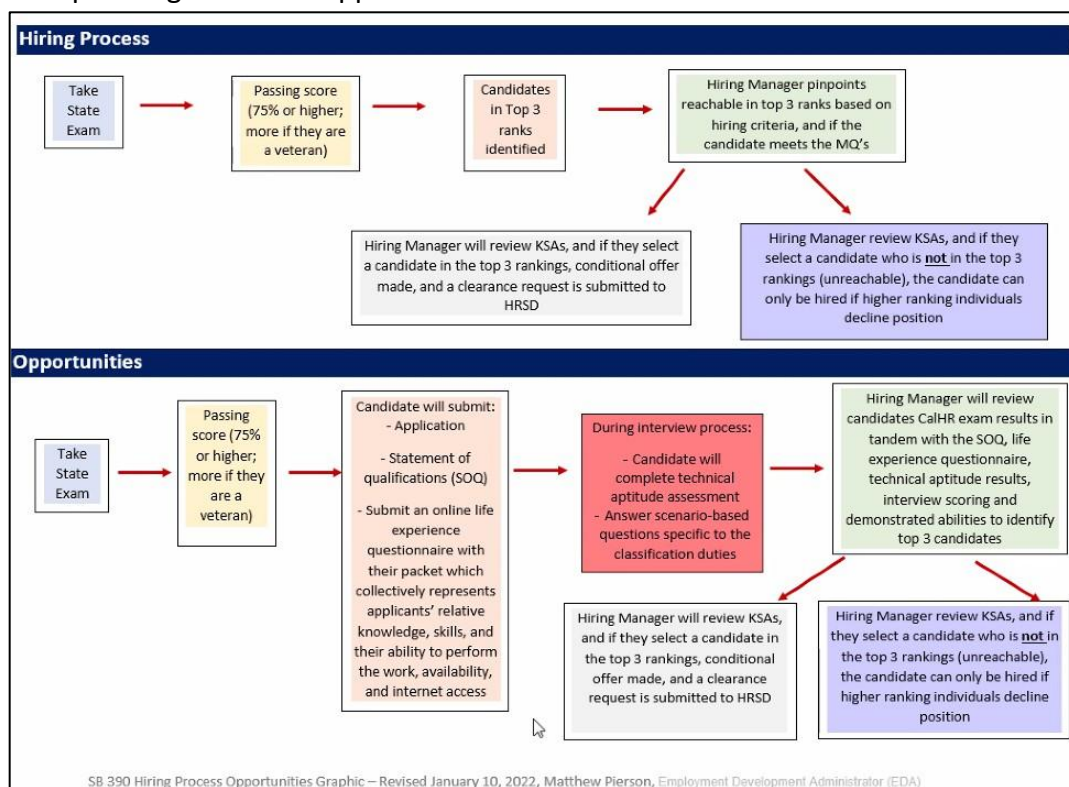 Hiring Process
Take
State
Exam
Passing score
(75% or higher;
more if they are
a veteran)
Candidates
in Top 3
ranks
identified
Hiring Manager pinpoints
reachable in top 3 ranks based on
hiring criteria, and if the
candidate meets the MQ's
Hiring Manager will review KSAs, and if they select
a candidate in the top 3 rankings, conditional offer
made, and a clearance request is submitted to
HRSD
Hiring Manager review KSAs, and if they
select a candidate who is not in the top 3
rankings (unreachable), the candidate can
only be hired if higher ranking individuals
decline position
Opportunities
Take
State
Exam
Passing
score (75%
or higher;
more if they
are a
veteran)
Candidate will submit:
- Application
- Statement of
qualifications (SOQ)
- Submit an online life
experience
questionnaire with
their packet which
collectively represents
applicants' relative
knowledge, skills, and
their ability to perform
the work, availability,
and internet access
During interview process:
- Candidate will
complete technical
aptitude assessment
- Answer scenario-based
questions specific to the
classification duties
Hiring Manager will review
candidates CalHR exam results in
tandem with the SOQ, life
experience questionnaire,
technical aptitude results,
interview scoring and
demonstrated abilities to identify
top 3 candidates
Hiring Manager will review KSAs,
and if they select a candidate in
the top 3 rankings, conditional
offer made, and a clearance
request is submitted to HRSD
Hiring Manager review KSAs, and if
they select a candidate who is not in
the top 3 rankings (unreachable),
the candidate can only be hired if
higher ranking individuals decline
position
SB 390 Hiring Process Opportunities Graphic – Revised January 10, 2022, Matthew Pierson, Employment Development Administrator (EDA)